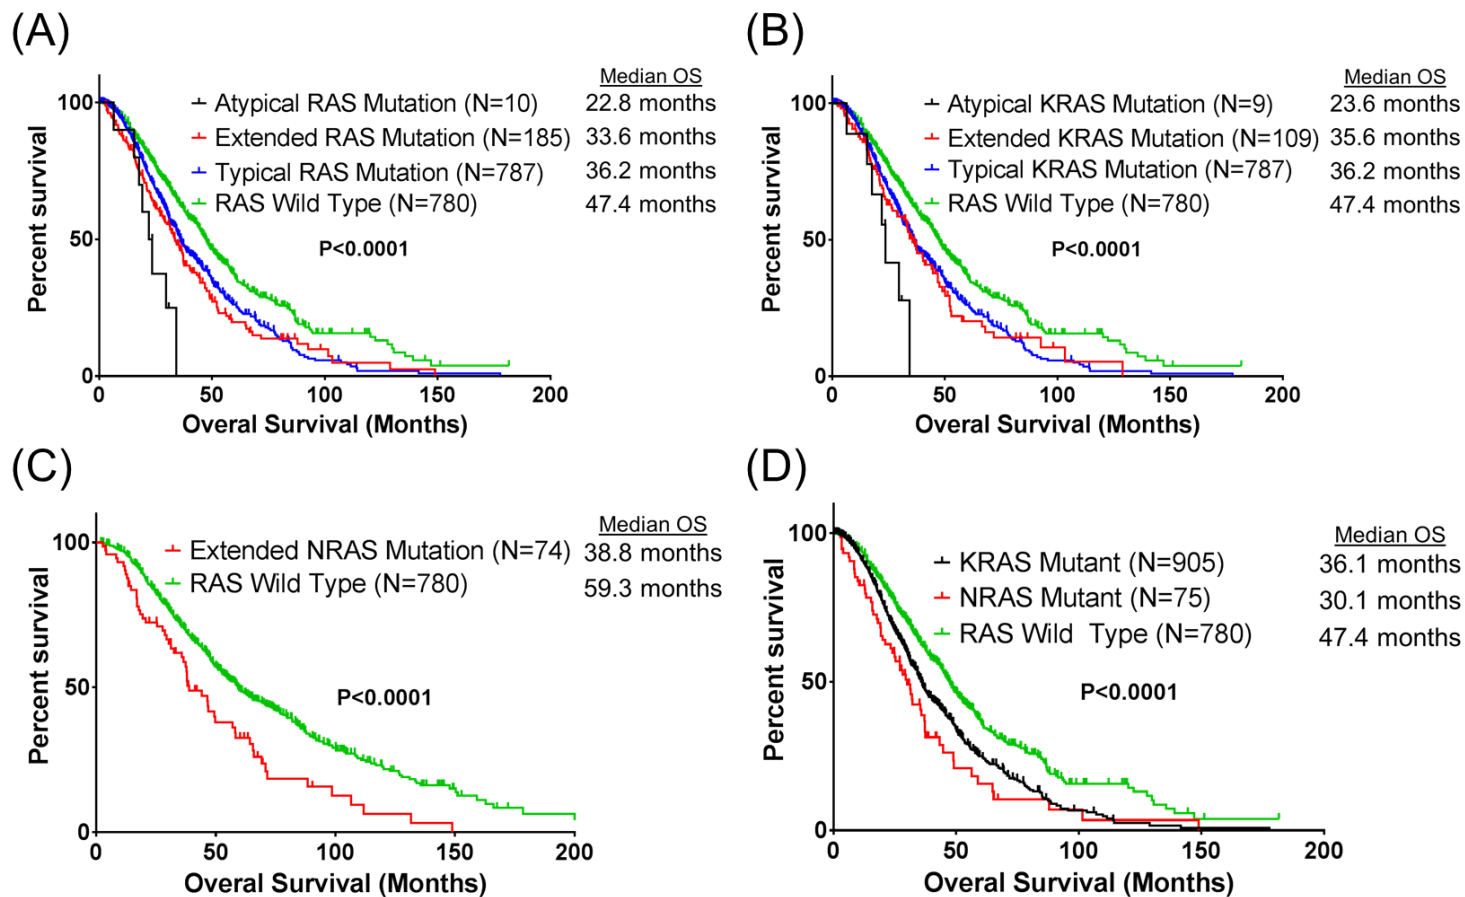 (A)
Median OS
Atypical RAS Mutation (N=10) 22.8 months
Extended RAS Mutation (N=185) 33.6 months
Typical RAS Mutation (N=787) 36.2 months
RAS Wild Type (N=780) 47.4 months
P<0.0001
Percent survival
100
50
0
0 50 100 150 200
Overal Survival (Months)
(B)
Median OS
Atypical KRAS Mutation (N=9) 23.6 months
Extended KRAS Mutation (N=109) 35.6 months
Typical KRAS Mutation (N=787) 36.2 months
RAS Wild Type (N=780) 47.4 months
P<0.0001
Percent survival
100
50
0
0 50 100 150 200
Overal Survival (Months)
(C)
Median OS
Extended NRAS Mutation (N=74) 38.8 months
RAS Wild Type (N=780) 59.3 months
P<0.0001
Percent survival
100
50
0
0 50 100 150 200
Overal Survival (Months)
(D)
Median OS
KRAS Mutant (N=905) 36.1 months
NRAS Mutant (N=75) 30.1 months
RAS Wild Type (N=780) 47.4 months
P<0.0001
Percent survival
100
50
0
0 50 100 150 200
Overal Survival (Months)